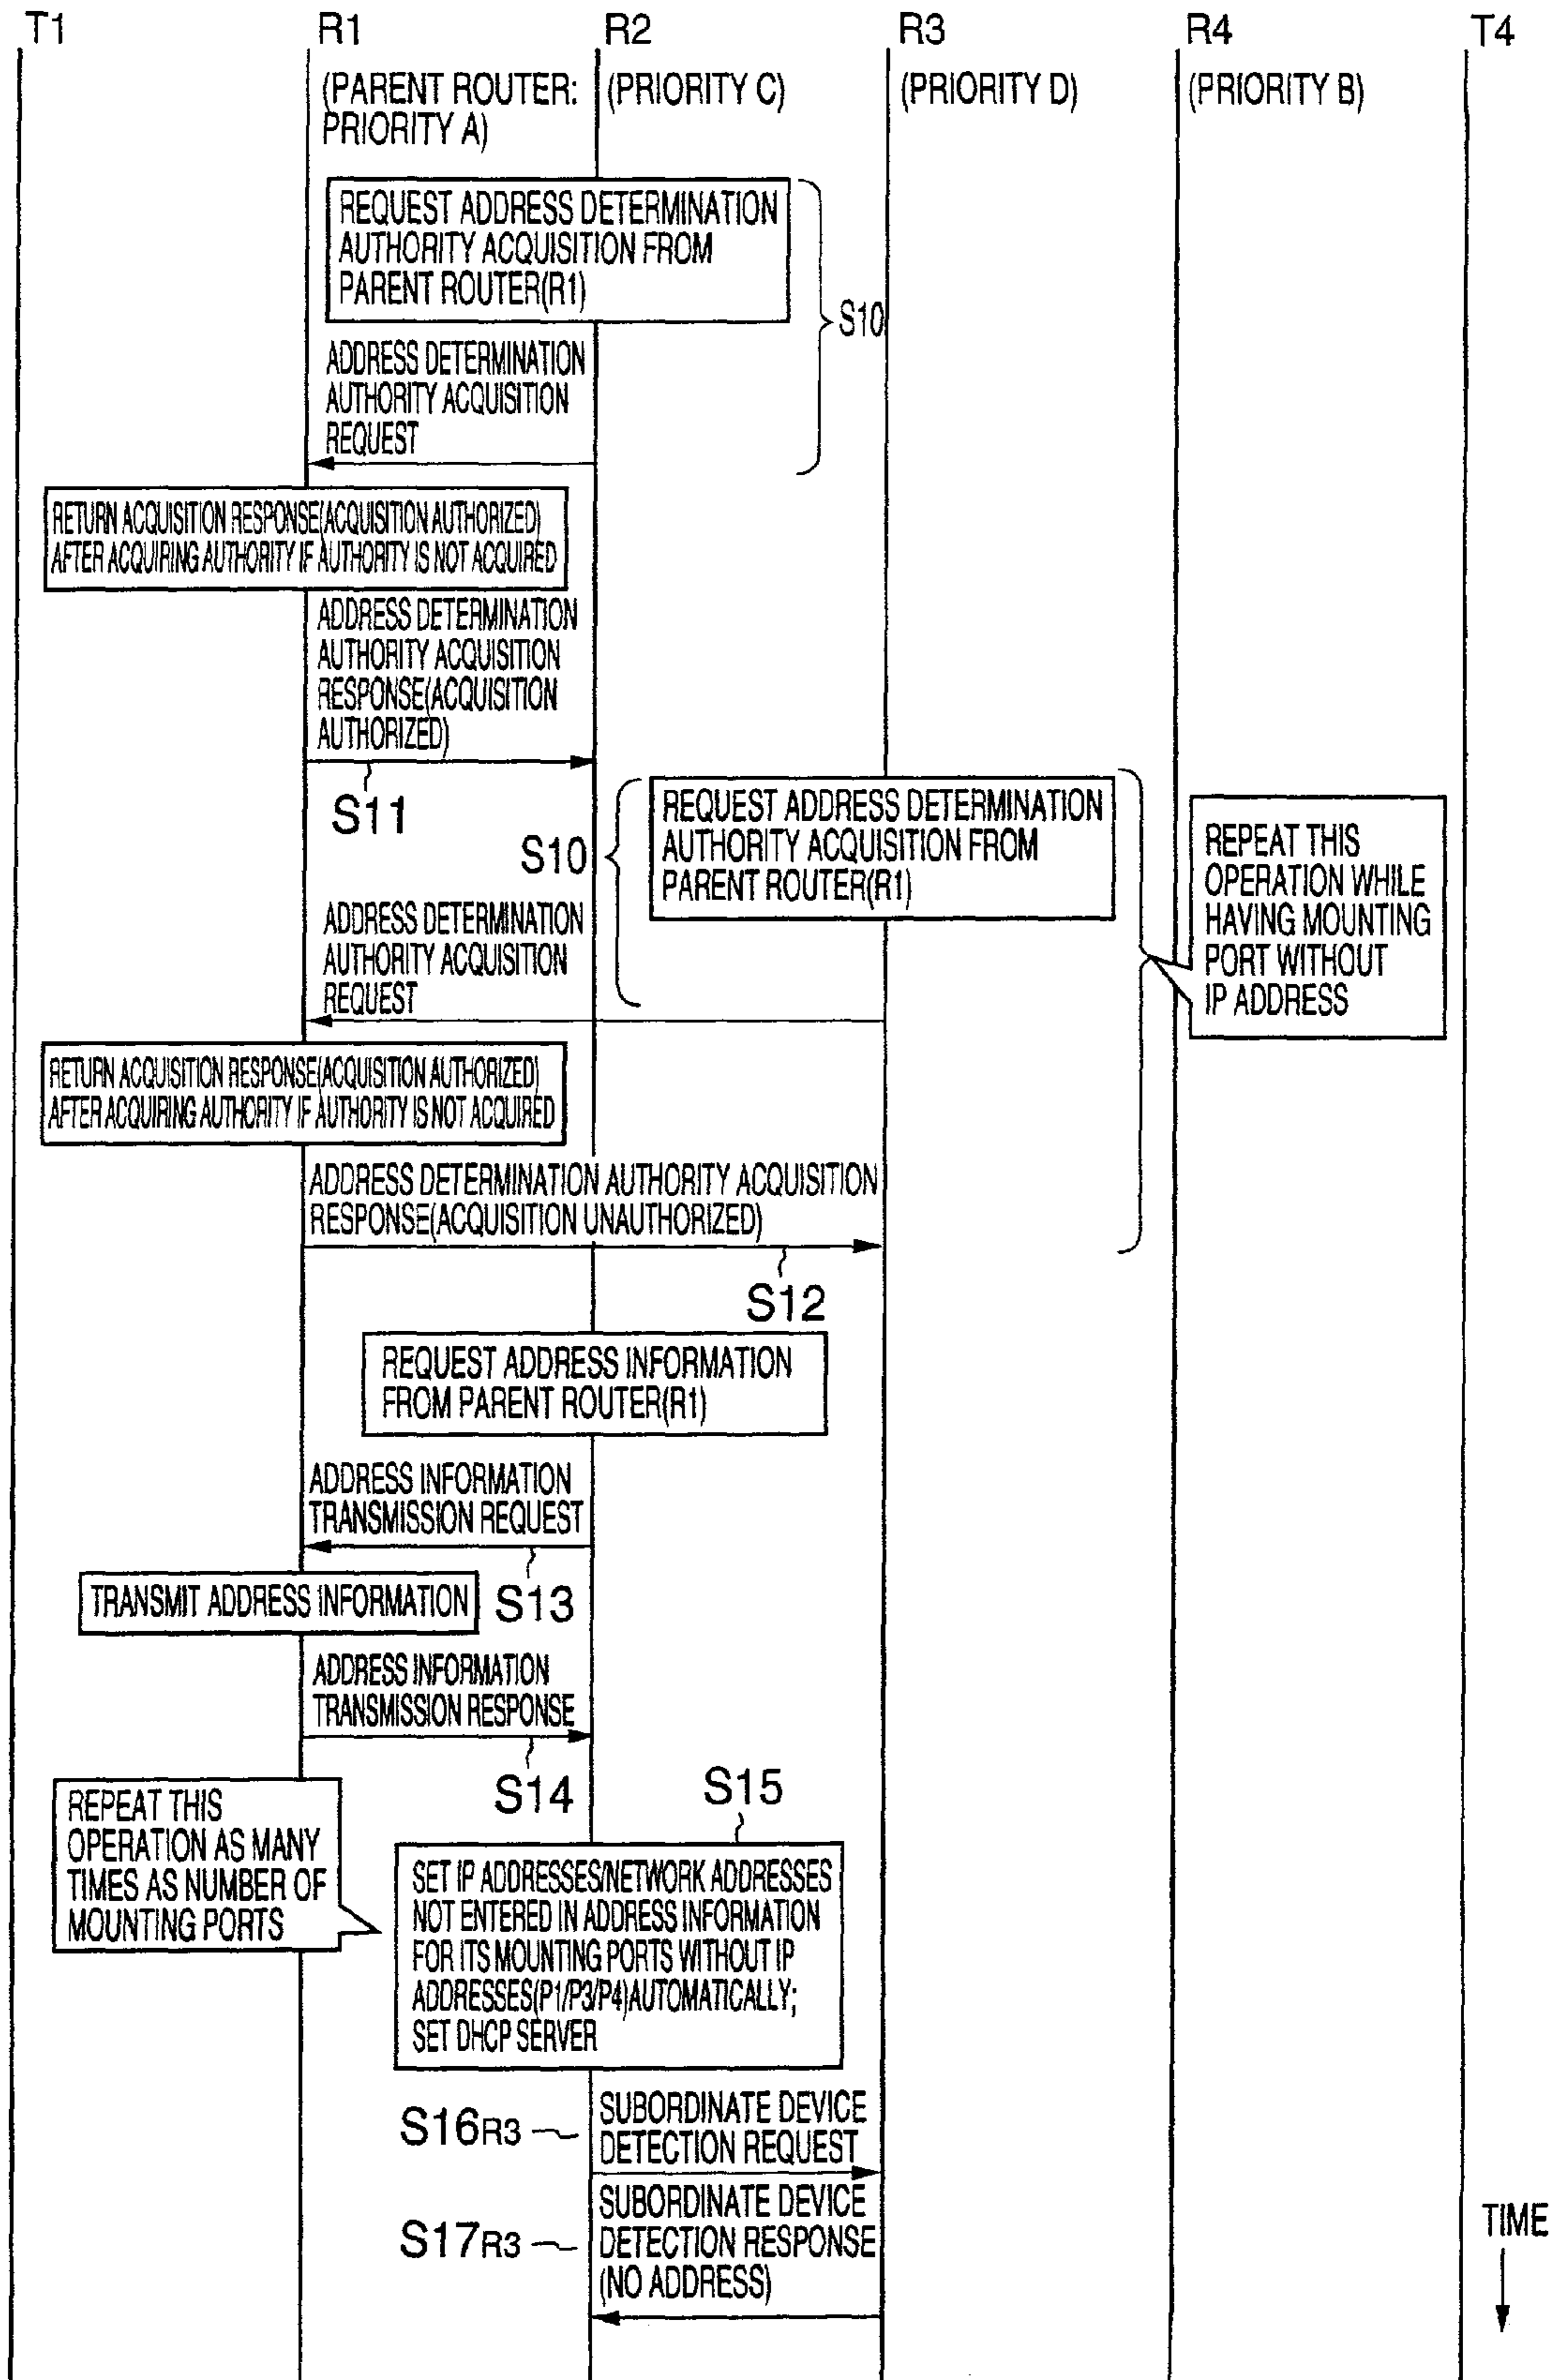 T1
R1
R2
R3
R4
T4
(PARENT ROUTER:
PRIORITY A)
(PRIORITY C)
(PRIORITY D)
(PRIORITY B)
REQUEST ADDRESS DETERMINATION
AUTHORITY ACQUISITION FROM
PARENT ROUTER(R1)
S10
ADDRESS DETERMINATION
AUTHORITY ACQUISITION
REQUEST
RETURN ACQUISITION RESPONSE(ACQUISITION AUTHORIZED)
AFTER ACQUIRING AUTHORITY IF AUTHORITY IS NOT ACQUIRED
ADDRESS DETERMINATION
AUTHORITY ACQUISITION
RESPONSE(ACQUISITION
AUTHORIZED)
S11
S10
REQUEST ADDRESS DETERMINATION
AUTHORITY ACQUISITION FROM
PARENT ROUTER(R1)
REPEAT THIS
OPERATION WHILE
HAVING MOUNTING
PORT WITHOUT
IP ADDRESS
ADDRESS DETERMINATION
AUTHORITY ACQUISITION
REQUEST
RETURN ACQUISITION RESPONSE(ACQUISITION AUTHORIZED)
AFTER ACQUIRING AUTHORITY IF AUTHORITY IS NOT ACQUIRED
ADDRESS DETERMINATION AUTHORITY ACQUISITION
RESPONSE(ACQUISITION UNAUTHORIZED)
S12
REQUEST ADDRESS INFORMATION
FROM PARENT ROUTER(R1)
ADDRESS INFORMATION
TRANSMISSION REQUEST
S13
TRANSMIT ADDRESS INFORMATION
ADDRESS INFORMATION
TRANSMISSION RESPONSE
S14
S15
REPEAT THIS
OPERATION AS MANY
TIMES AS NUMBER OF
MOUNTING PORTS
SET IP ADDRESSES/NETWORK ADDRESSES
NOT ENTERED IN ADDRESS INFORMATION
FOR ITS MOUNTING PORTS WITHOUT IP
ADDRESSES(P1/P3/P4)AUTOMATICALLY;
SET DHCP SERVER
S16R3
SUBORDINATE DEVICE
DETECTION REQUEST
S17R3
SUBORDINATE DEVICE
DETECTION RESPONSE
(NO ADDRESS)
TIME